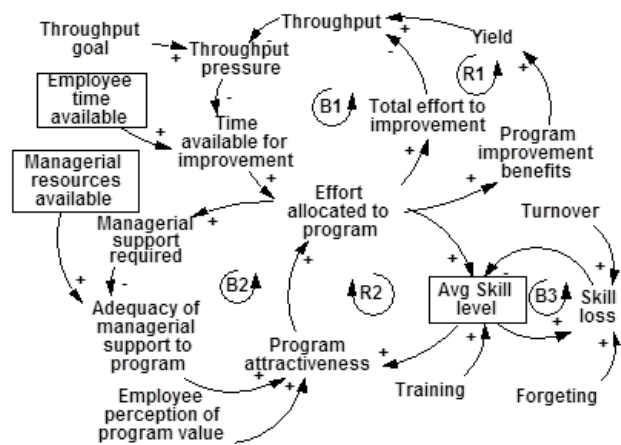 Throughput
goal
Throughput
Throughput
pressure
Yield
Employee
time
available
B1
R1
Total effort to
improvement
Time
available for
improvement
Program
improvement
benefits
Managerial
resources
available
Effort
allocated to
program
Managerial
support
required
Turnover
B2
R2
Avg Skill
level
B3
Skill
loss
Adequacy of
managerial
support to
program
Program
attractiveness
Training
Forgeting
Employee
perception of
program value